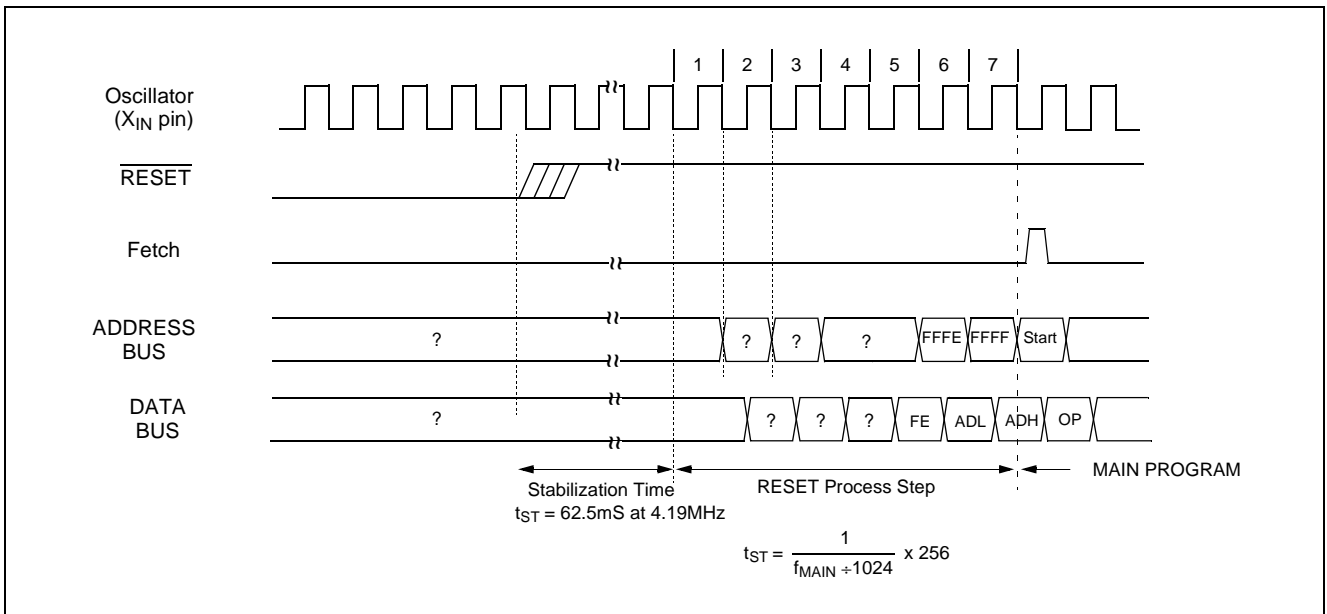 1 2 3 4 5 6 7
Oscillator
(XIN pin)
RESET
Fetch
ADDRESS
BUS
? ? ? ? FFFE FFFF Start
DATA
BUS
? ? ? ? FE ADL ADH OP
MAIN PROGRAM
Stabilization Time
tST = 62.5mS at 4.19MHz
RESET Process Step
tST = 1 / fMAIN ÷1024 x 256